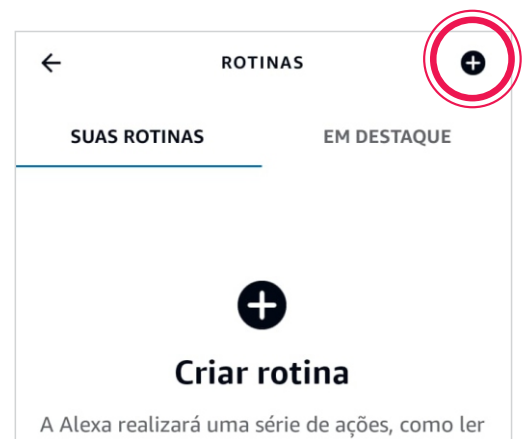 ROTINAS
SUAS ROTINAS EM DESTAQUE
Criar rotina
A Alexa realizará uma série de ações, como ler